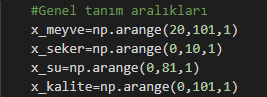 #Genel tanım aralıkları
x_meyve=np.arange(20,101,1)
x_seker=np.arange(0,10,1)
x_su=np.arange(0,81,1)
x_kalite=np.arange(0,101,1)